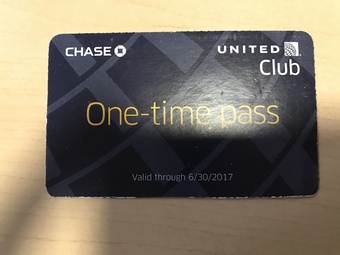 CHASE UNITED
Club
One-time pass
Valid through 6/30/2017